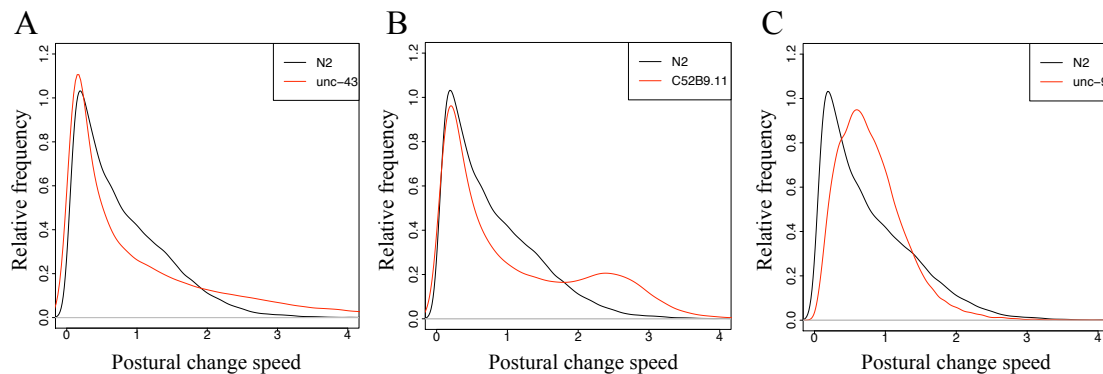 A
Relative frequency
0.0 0.2 0.4 0.6 0.8 1.0 1.2
N2
unc-43
0 1 2 3 4
Postural change speed
B
Relative frequency
0.0 0.2 0.4 0.6 0.8 1.0 1.2
N2
C52B9.11
0 1 2 3 4
Postural change speed
C
Relative frequency
0.0 0.2 0.4 0.6 0.8 1.0 1.2
N2
unc-9
0 1 2 3 4
Postural change speed